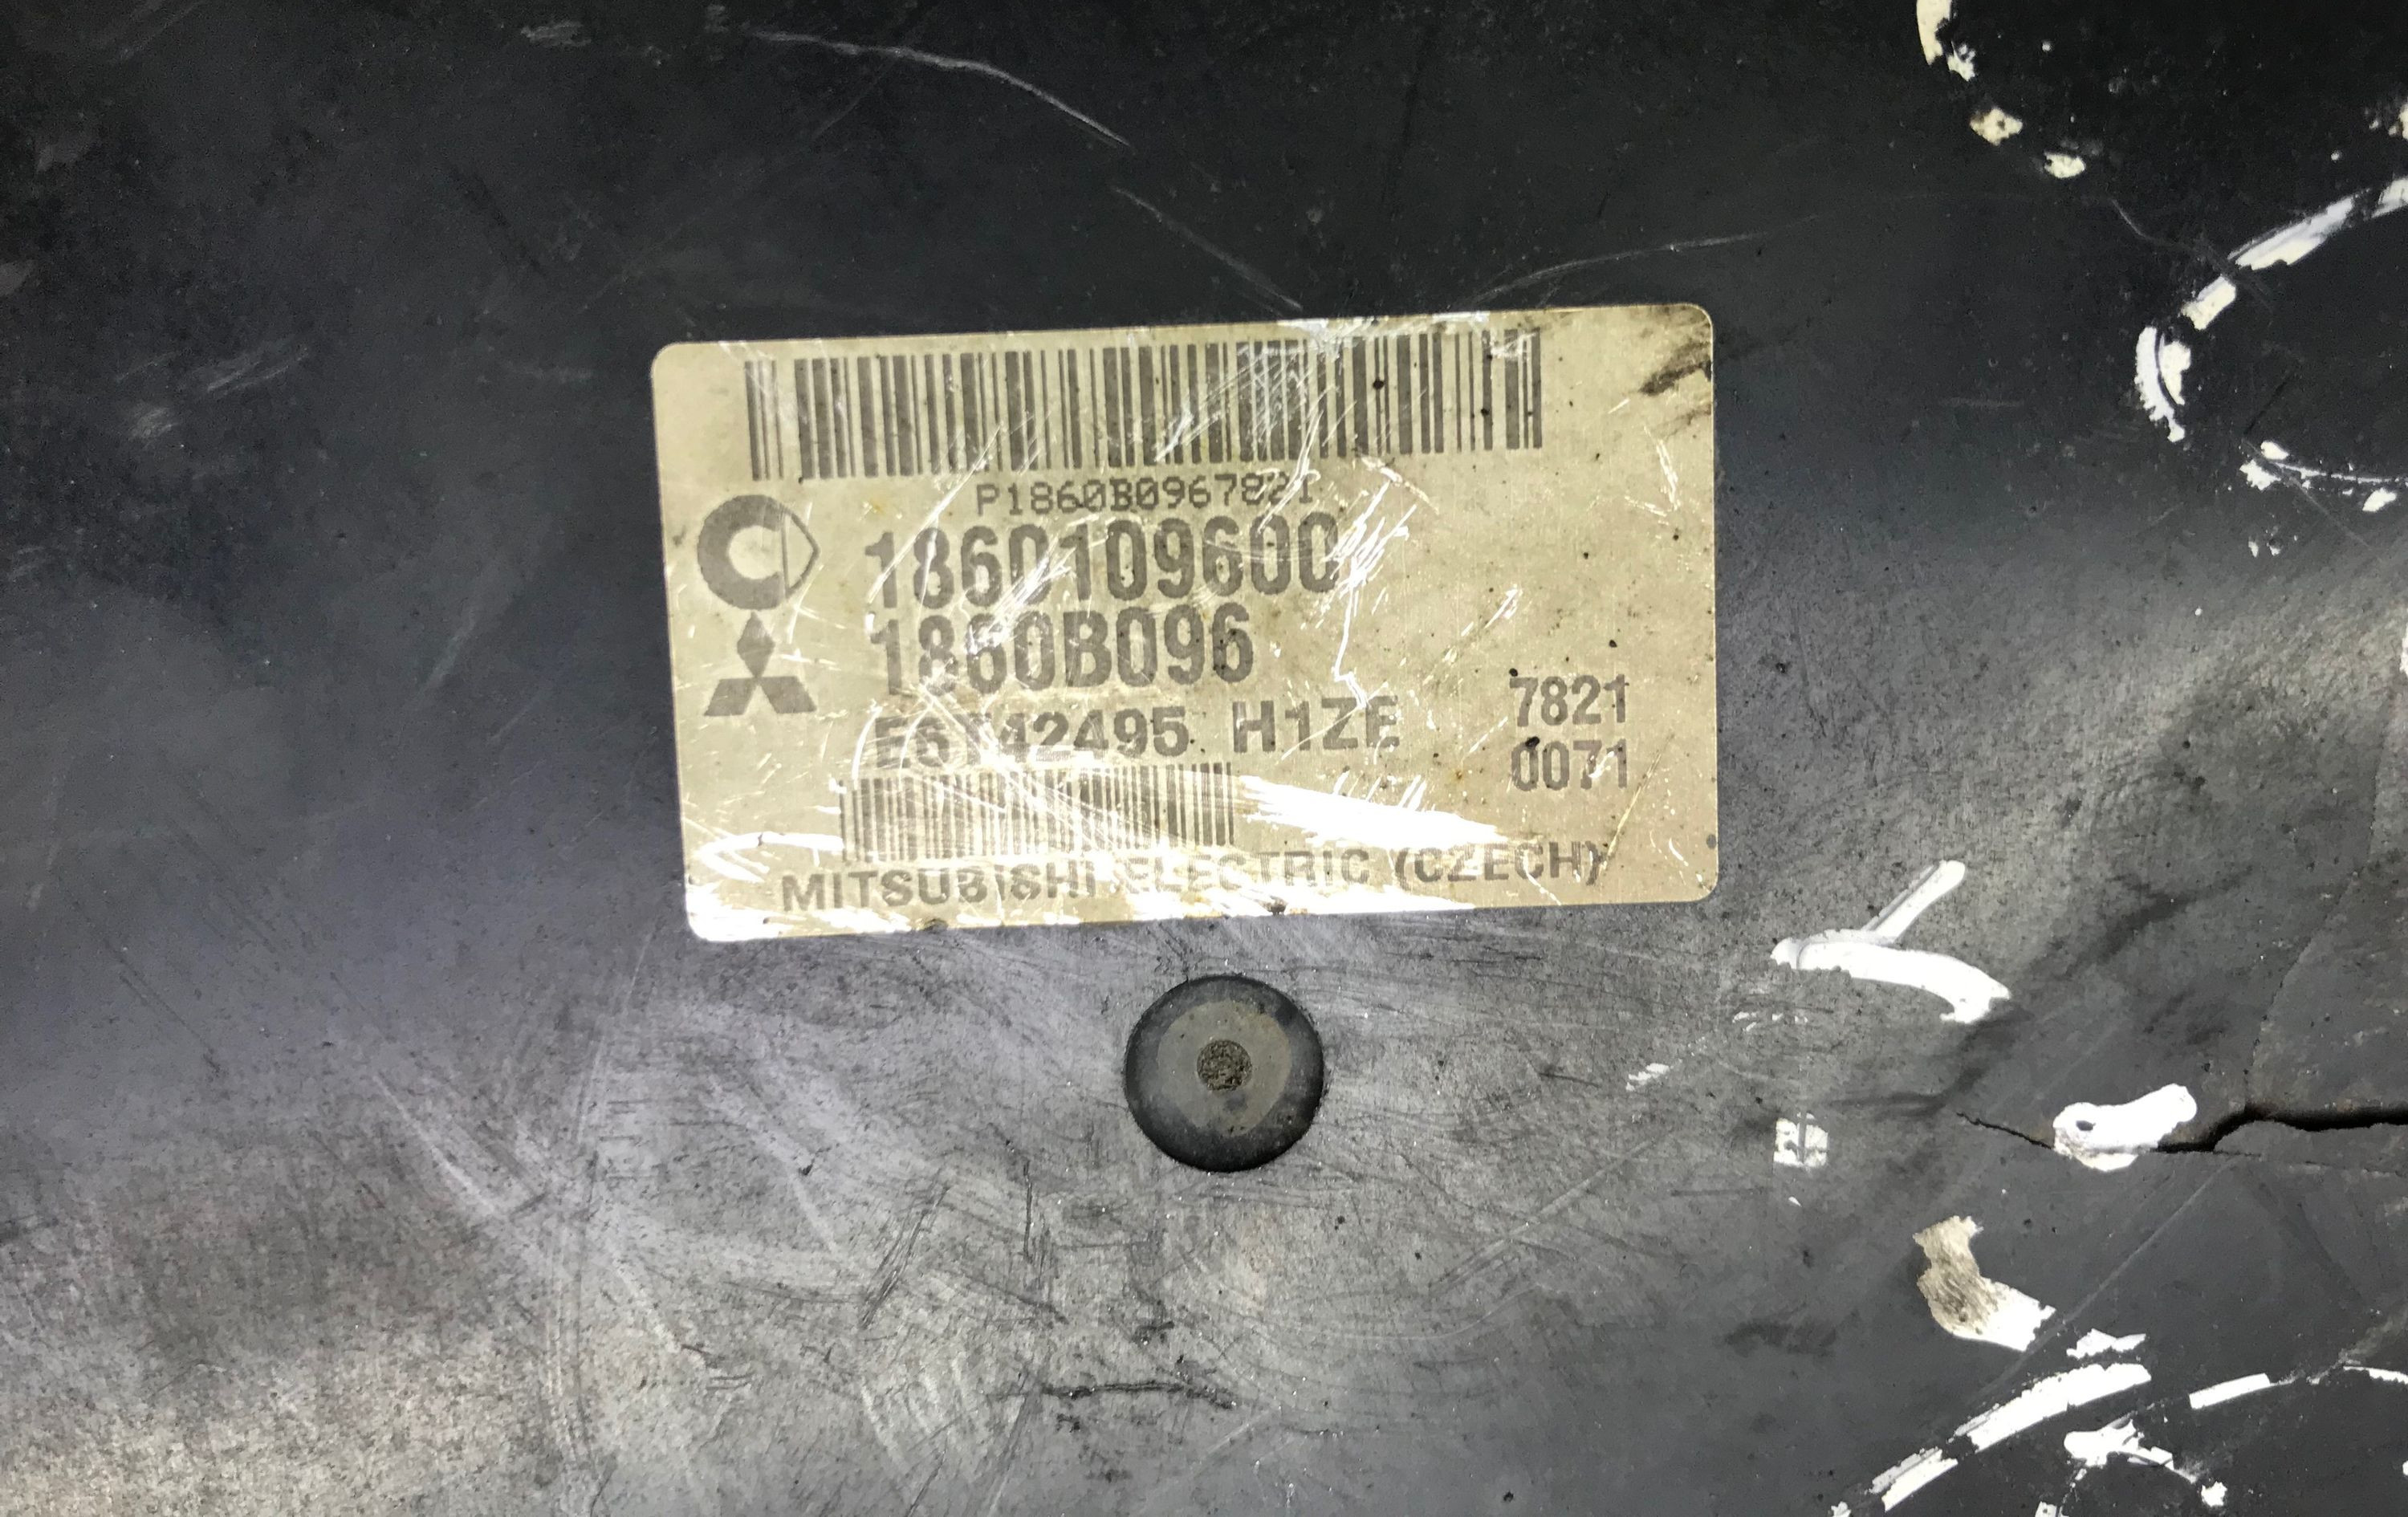 P1860B0967821
1860109600
1860B096
E6T42495 H1ZE 7821
0071
MITSUBISHI ELECTRIC (CZECH)